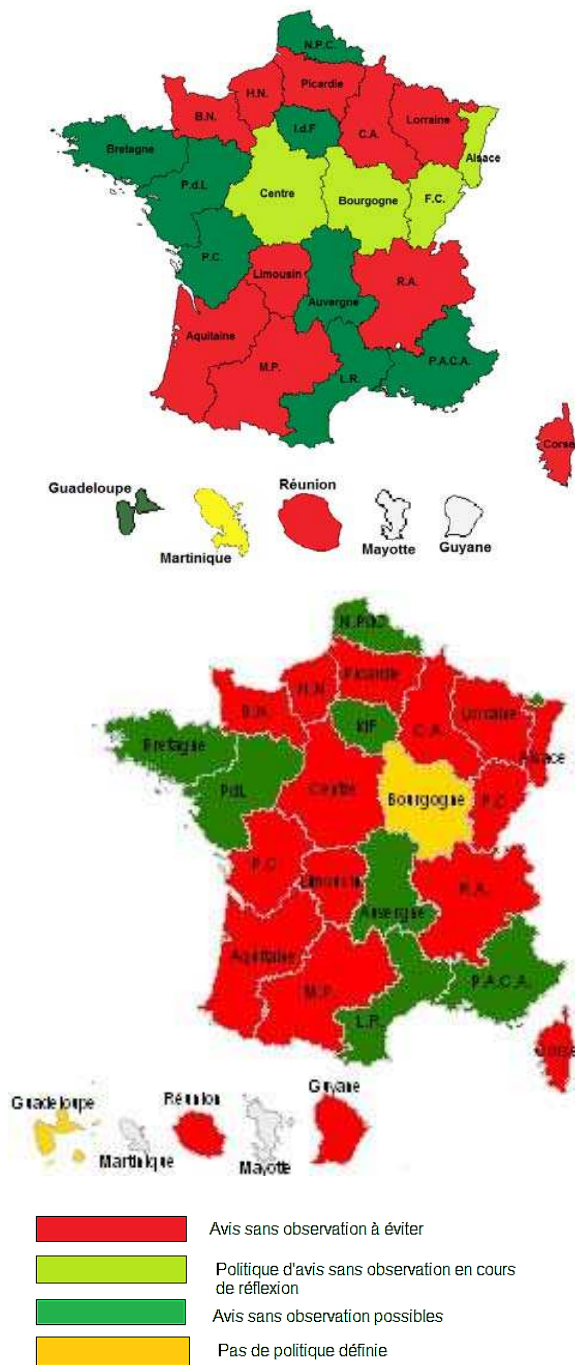 N.P.C.
Picardie
H.N.
B.N.
I.d.F
C.A.
Lorraine
Alsace
Bretagne
P.d.L
Centre
Bourgogne
F.C.
P.C.
Limousin
Auvergne
R.A.
Aquitaine
M.P.
L.R.
P.A.C.A.
Corse
Guadeloupe
Martinique
Réunion
Mayotte
Guyane
Picardie
H.N
B.N.
IdF
C.A.
Lorraine
Alsace
Bretagne
PdL
Centre
Bourgogne
F.C.
P.C.
Limousin
Auvergne
R.A.
Aquitaine
M.P.
L.R.
P.A.C.A.
Corse
Guadeloupe
Martinique
Réunion
Mayotte
Guyane
Avis sans observation à éviter
Politique d'avis sans observation en cours
de réflexion
Avis sans observation possibles
Pas de politique définie